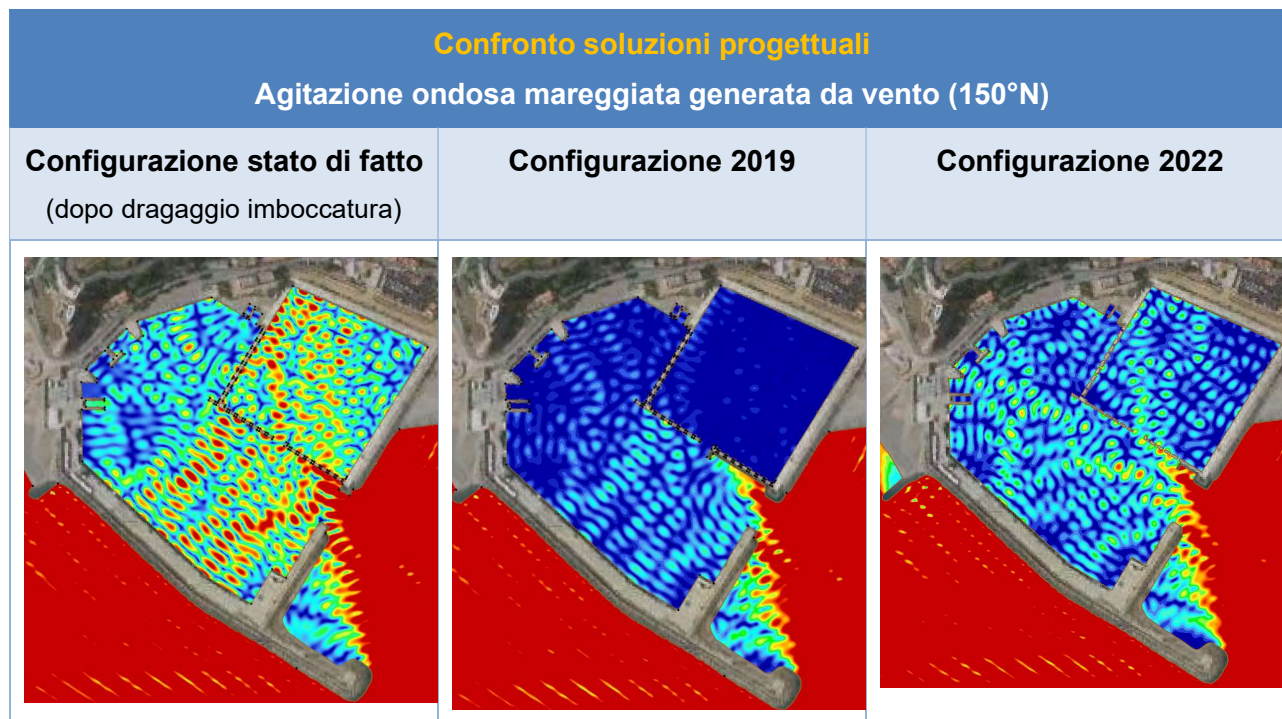 Confronto soluzioni progettuali
Agitazione ondosa mareggiata generata da vento (150°N)
Configurazione stato di fatto
(dopo dragaggio imboccatura)
Configurazione 2019
Configurazione 2022